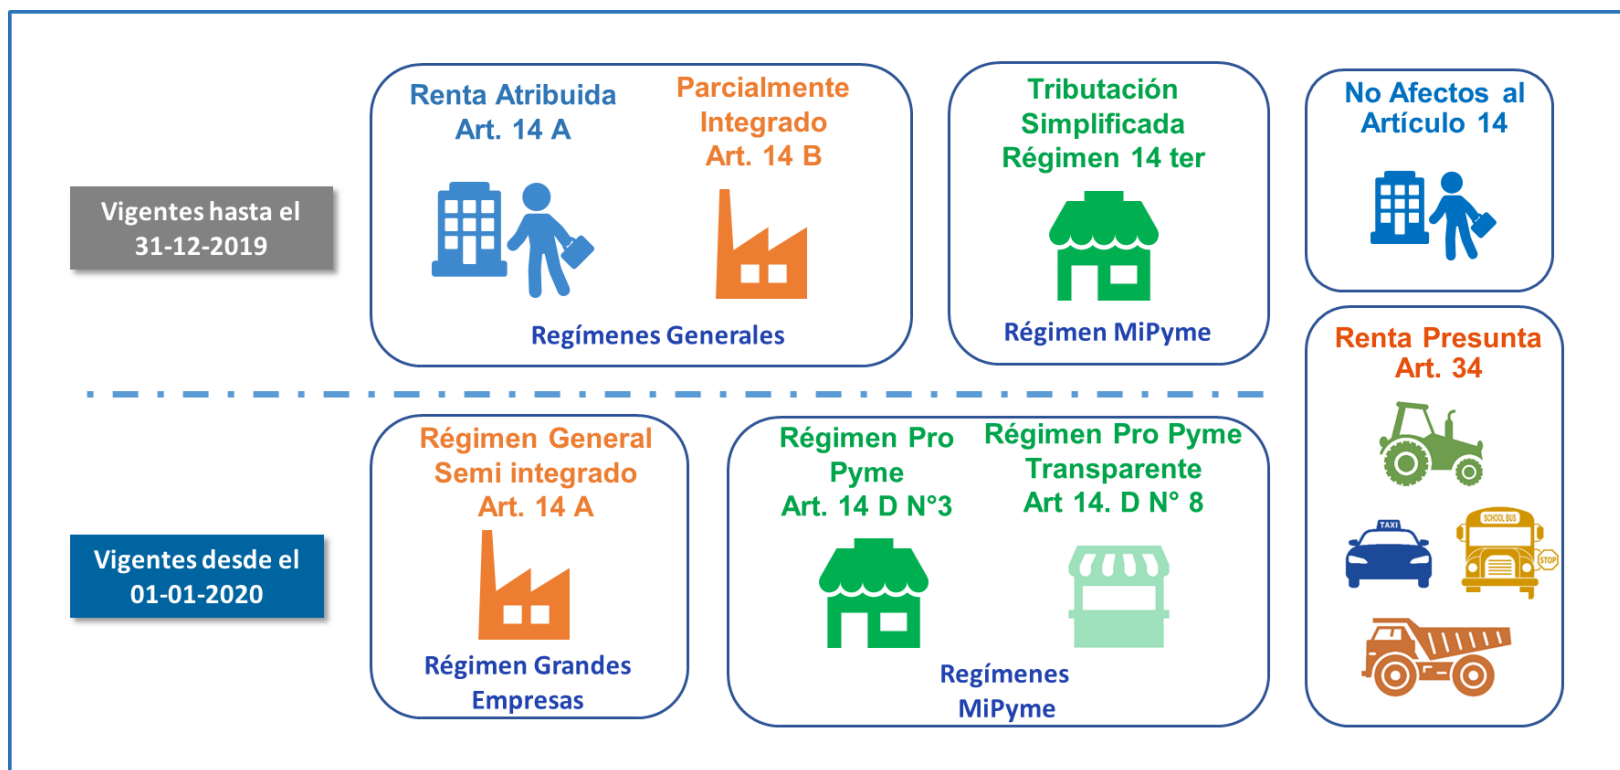 Renta Atribuida
Art. 14 A
Parcialmente
Integrado
Art. 14 B
Regímenes Generales
Tributación
Simplificada
Régimen 14 ter
Régimen MiPyme
No Afectos al
Artículo 14
Vigentes hasta el
31-12-2019
Renta Presunta
Art. 34
TAXI
SCHOOL BUS
STOP
Vigentes desde el
01-01-2020
Régimen General
Semi integrado
Art. 14 A
Régimen Grandes
Empresas
Régimen Pro
Pyme
Art. 14 D N°3
Régimen Pro Pyme
Transparente
Art 14. D N° 8
Regímenes
MiPyme